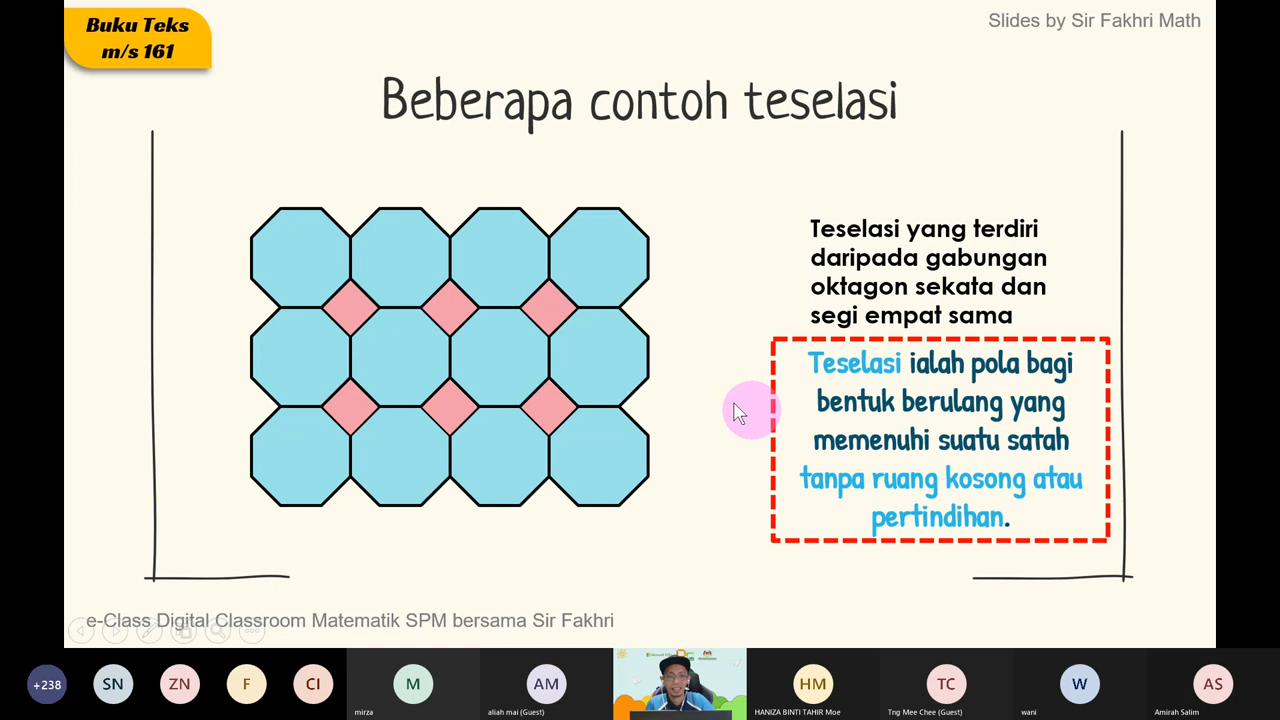 Buku Teks
m/s 161
Slides by Sir Fakhri Math
Beberapa contoh teselasi
Teselasi yang terdiri
daripada gabungan
oktagon sekata dan
segi empat sama
Teselasi ialah pola bagi
bentuk berulang yang
memenuhi suatu satah
tanpa ruang kosong atau
pertindihan.
e-Class Digital Classroom Matematik SPM bersama Sir Fakhri
+238
SN
ZN
F
CI
M
mirza
AM
aliah mai (Guest)
HM
HANIZA BINTI TAHIR Moe
TC
Tng Mee Chee (Guest)
W
wani
AS
Amirah Salim